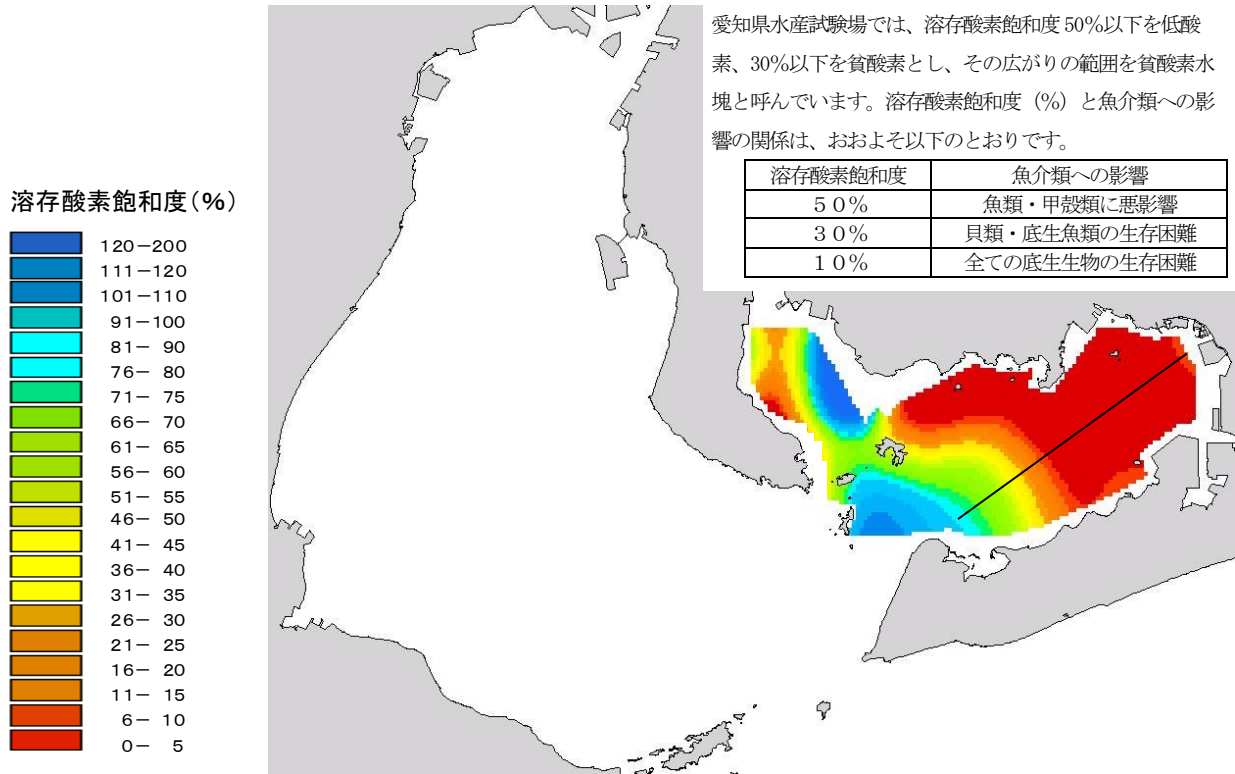 愛知県水産試験場では、溶存酸素飽和度 50%以下を低酸
素、30%以下を貧酸素とし、その広がりの範囲を貧酸素水
塊と呼んでいます。溶存酸素飽和度（%）と魚介類への影
響の関係は、おおよそ以下のとおりです。
溶存酸素飽和度 魚介類への影響
５０％ 魚類・甲殻類に悪影響
３０％ 貝類・底生魚類の生存困難
１０％ 全ての底生生物の生存困難
溶存酸素飽和度(%)
120－200
111－120
101－110
91－100
81－ 90
76－ 80
71－ 75
66－ 70
61－ 65
56－ 60
51－ 55
46－ 50
41－ 45
36－ 40
31－ 35
26－ 30
21－ 25
16－ 20
11－ 15
6－ 10
0－ 5